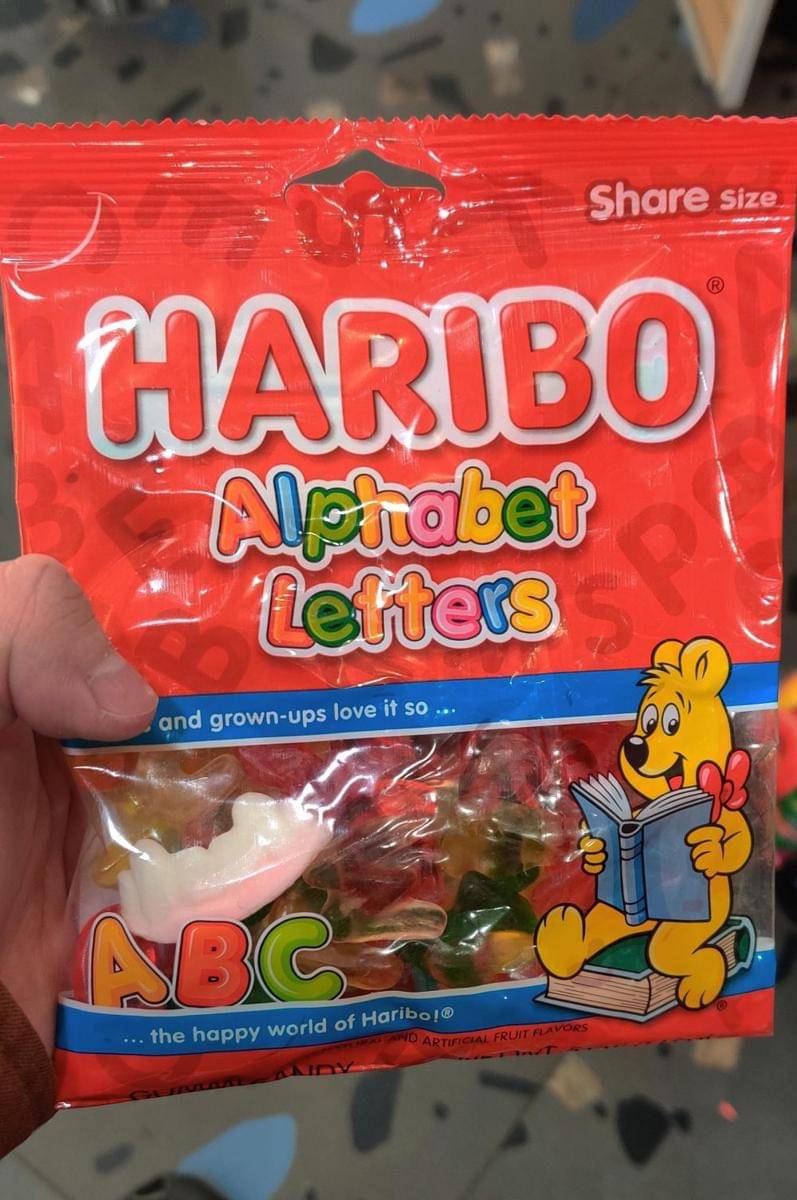 Share size
HARIBO®
Alphabet
Letters
and grown-ups love it so ...
ABC
... the happy world of Haribo!®
®
AND ARTIFICIAL FRUIT FLAVORS